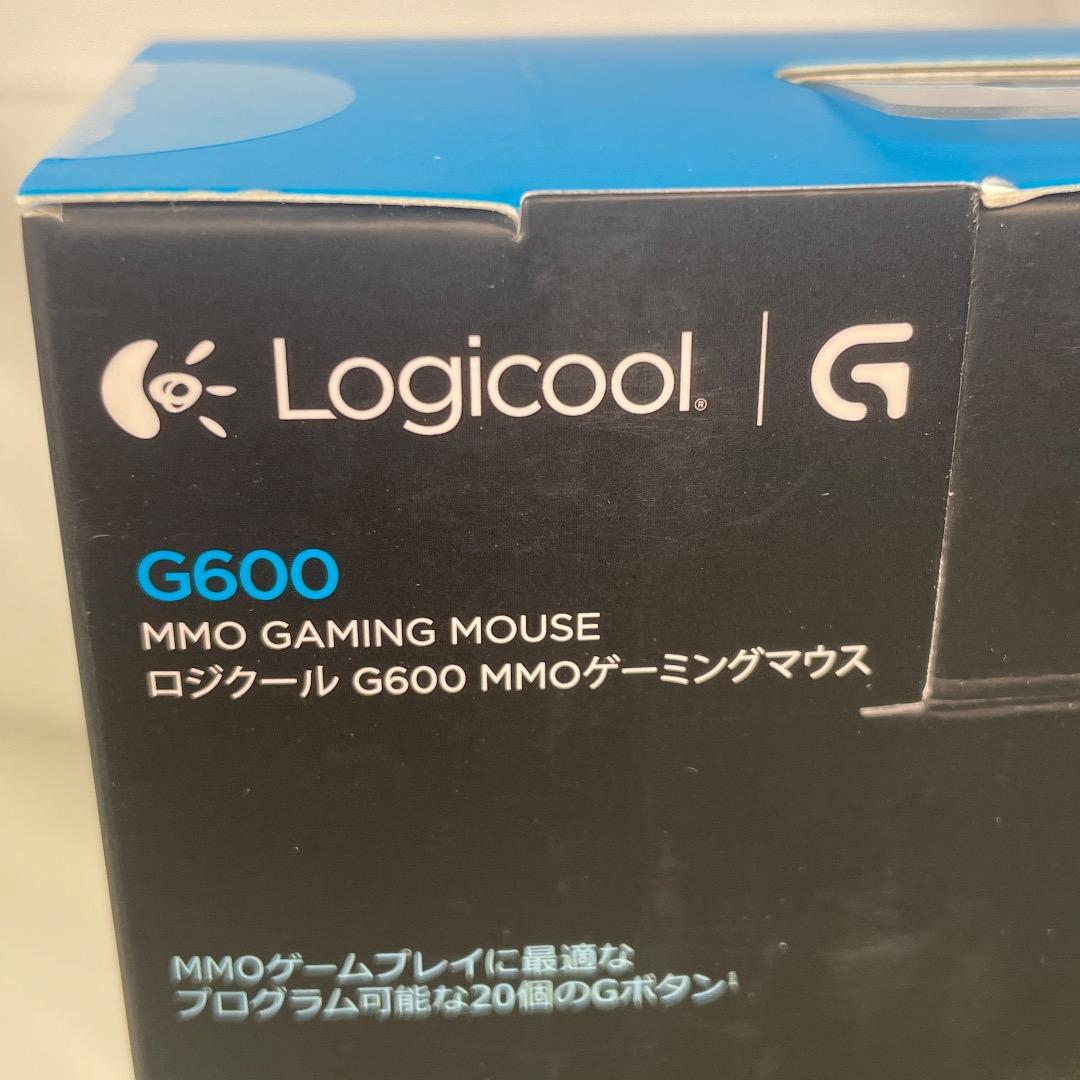 Logicool® | G
G600
MMO GAMING MOUSE
ロジクール G600 MMOゲーミングマウス
MMOゲームプレイに最適な
プログラム可能な20個のGボタン¹